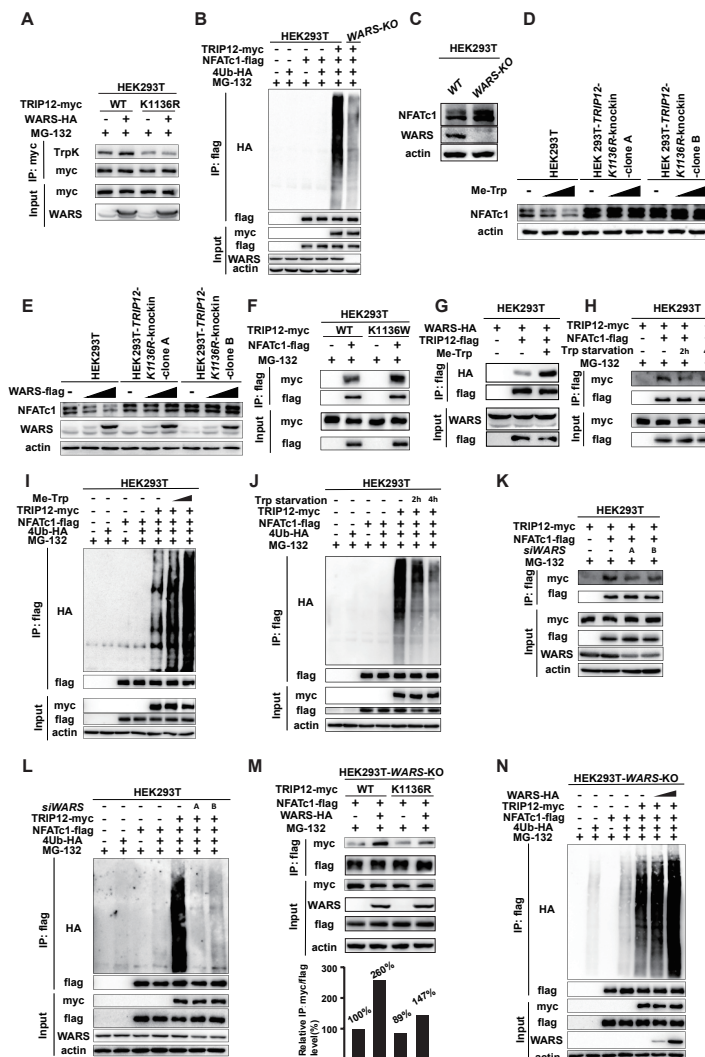 A
HEK293T
TRIP12-myc WT K1136R
WARS-HA - + - +
MG-132 + + + +
IP: myc
TrpK
myc
Input
myc
WARS
B
HEK293T WARS-KO
TRIP12-myc - - - - + +
NFATc1-flag - - + + + +
4Ub-HA - + - + + +
MG-132 + + + + + +
IP: flag
HA
flag
Input
myc
flag
WARS
actin
C
HEK293T
WT WARS-KO
NFATc1
WARS
actin
D
HEK293T
HEK 293T-TRIP12-
K1136R-knockin
-clone A
HEK 293T-TRIP12-
K1136R-knockin
-clone B
Me-Trp - - -
NFATc1
actin
E
HEK293T
HEK293T-TRIP12-
K1136R-knockin
-clone A
HEK293T-TRIP12-
K1136R-knockin
-clone B
WARS-flag - - -
NFATc1
WARS
actin
F
HEK293T
TRIP12-myc WT K1136W
NFATc1-flag - + - +
MG-132 + + + +
IP: flag
myc
flag
Input
myc
flag
G
HEK293T
WARS-HA + + +
TRIP12-flag - + +
Me-Trp - - +
IP: flag
HA
flag
Input
WARS
flag
H
HEK293T
TRIP12-myc + + +
NFATc1-flag - + +
Trp starvation - - 2h
MG-132 + + +
IP: flag
myc
flag
Input
myc
flag
I
HEK293T
Me-Trp - - - - -
TRIP12-myc - - - - + + +
NFATc1-flag - - + + + + +
4Ub-HA - + - + + + +
MG-132 + + + + + + +
IP: flag
HA
flag
Input
myc
flag
actin
J
HEK293T
Trp starvation - - - - - 2h 4h
TRIP12-myc - - - - + + +
NFATc1-flag - - + + + + +
4Ub-HA - + - + + + +
MG-132 + + + + + + +
IP: flag
HA
flag
Input
myc
flag
actin
K
HEK293T
TRIP12-myc + + + +
NFATc1-flag - + + +
siWARS - - A B
MG-132 + + + +
IP: flag
myc
flag
Input
myc
flag
WARS
actin
L
HEK293T
siWARS - - - - - A B
TRIP12-myc - - - - + + +
NFATc1-flag - - + + + + +
4Ub-HA - + - + + + +
MG-132 + + + + + + +
IP: flag
HA
flag
Input
myc
flag
WARS
actin
M
HEK293T-WARS-KO
TRIP12-myc WT K1136R
NFATc1-flag + + + +
WARS-HA - + - +
MG-132 + + + +
IP: flag
myc
flag
Input
myc
WARS
flag
actin
Relative IP myc/flag
level(%)
300
200
100
0
100%
260%
89%
147%
N
HEK293T-WARS-KO
WARS-HA - - - - -
TRIP12-myc - - - - + + +
NFATc1-flag - - + + + + +
4Ub-HA - + - + + + +
MG-132 + + + + + + +
IP: flag
HA
flag
Input
myc
flag
WARS
actin